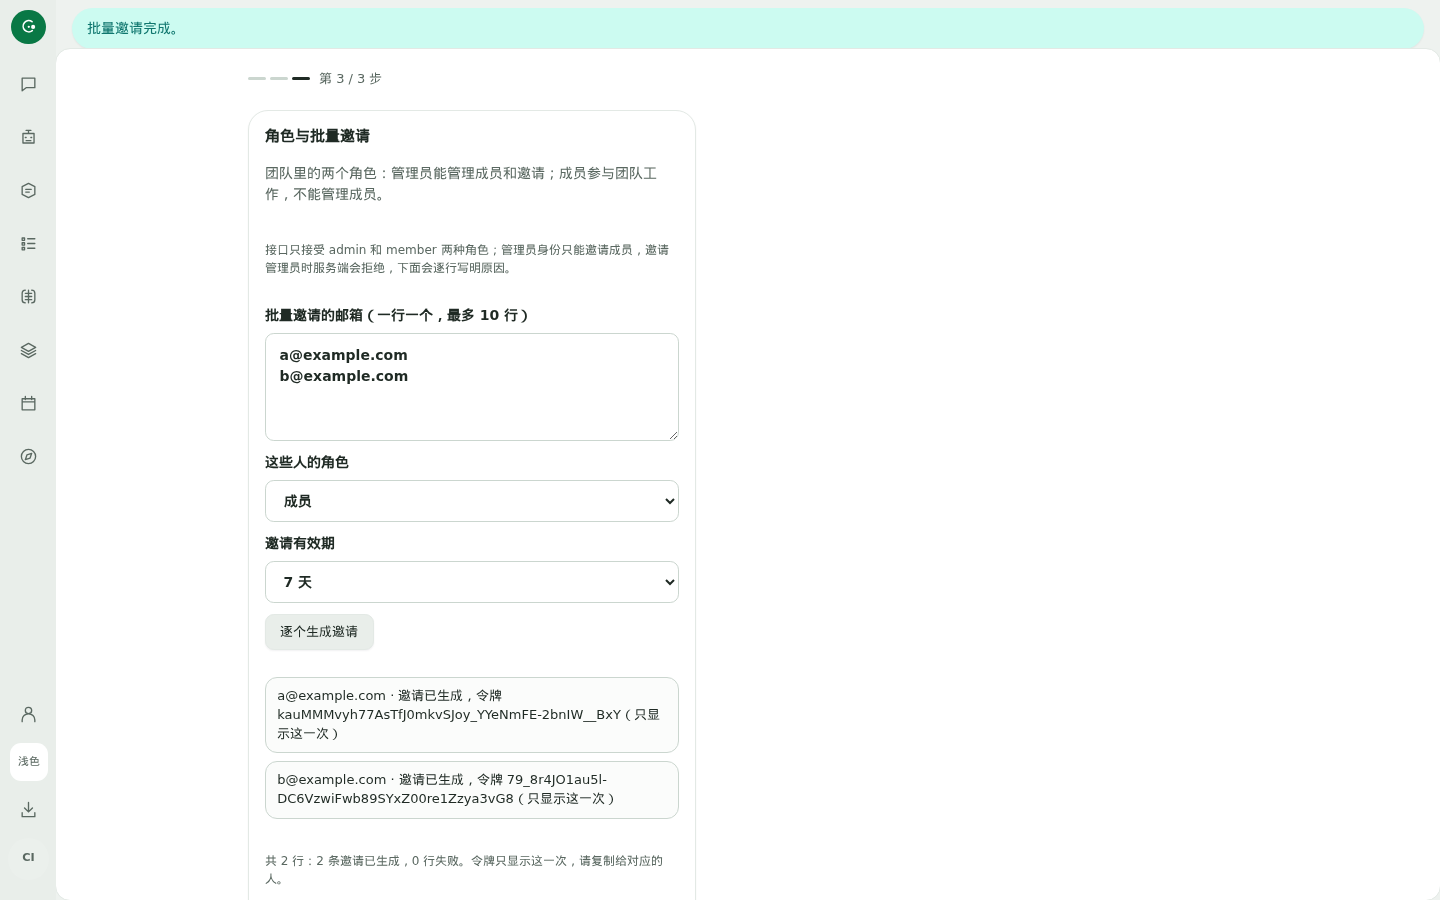 批量邀请完成。
第 3 / 3 步
角色与批量邀请
团队里的两个角色：管理员能管理成员和邀请；成员参与团队工
作，不能管理成员。
接口只接受 admin 和 member 两种角色；管理员身份只能邀请成员，邀请
管理员时服务端会拒绝，下面会逐行写明原因。
批量邀请的邮箱（一行一个，最多 10 行）
a@example.com
b@example.com
这些人的角色
成员
邀请有效期
7 天
逐个生成邀请
a@example.com · 邀请已生成，令牌
kauMMMvyh77AsTfJ0mkvSJoy_YYeNmFE-2bnIW__BxY（只显
示这一次）
b@example.com · 邀请已生成，令牌 79_8r4JO1au5l-
DC6VzwiFwb89SYxZ00re1Zzya3vG8（只显示这一次）
共 2 行：2 条邀请已生成，0 行失败。令牌只显示这一次，请复制给对应的
人。
浅色
CI